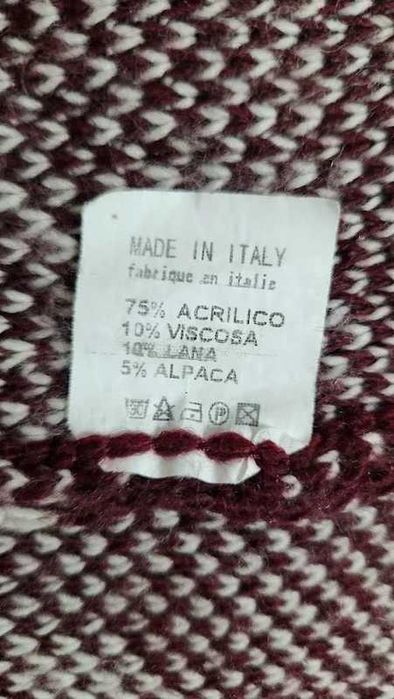 MADE IN ITALY
fabrique en italie
75% ACRILICO
10% VISCOSA
10% LANA
5% ALPACA